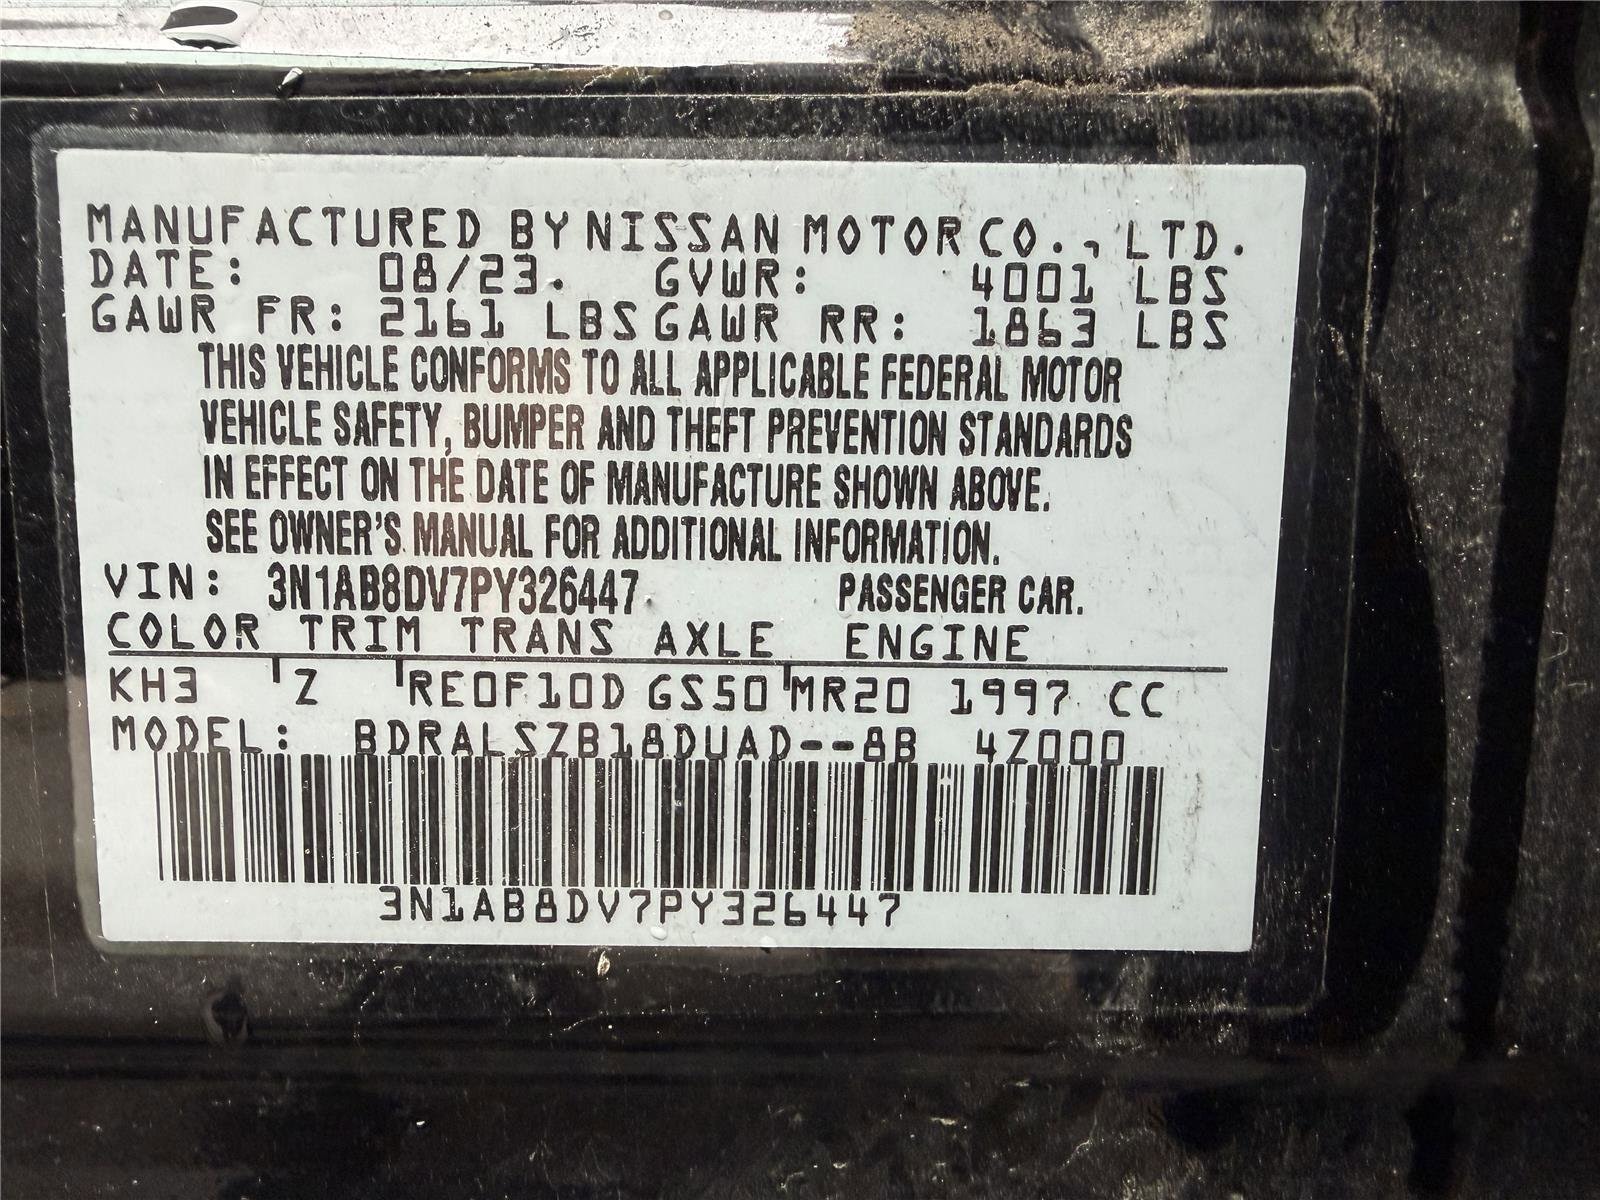 MANUFACTURED BY NISSAN MOTOR CO., LTD.
DATE: 08/23. GVWR: 4001 LBS
GAWR FR: 2161 LBS GAWR RR: 1863 LBS
THIS VEHICLE CONFORMS TO ALL APPLICABLE FEDERAL MOTOR
VEHICLE SAFETY, BUMPER AND THEFT PREVENTION STANDARDS
IN EFFECT ON THE DATE OF MANUFACTURE SHOWN ABOVE.
SEE OWNER'S MANUAL FOR ADDITIONAL INFORMATION.
VIN: 3N1AB8DV7PY326447 PASSENGER CAR.
COLOR TRIM TRANS AXLE ENGINE
KH3 Z RE0F10D GS50 MR20 1997 CC
MODEL: BDRALSZB18DUAD--8B 4Z000
3N1AB8DV7PY326447